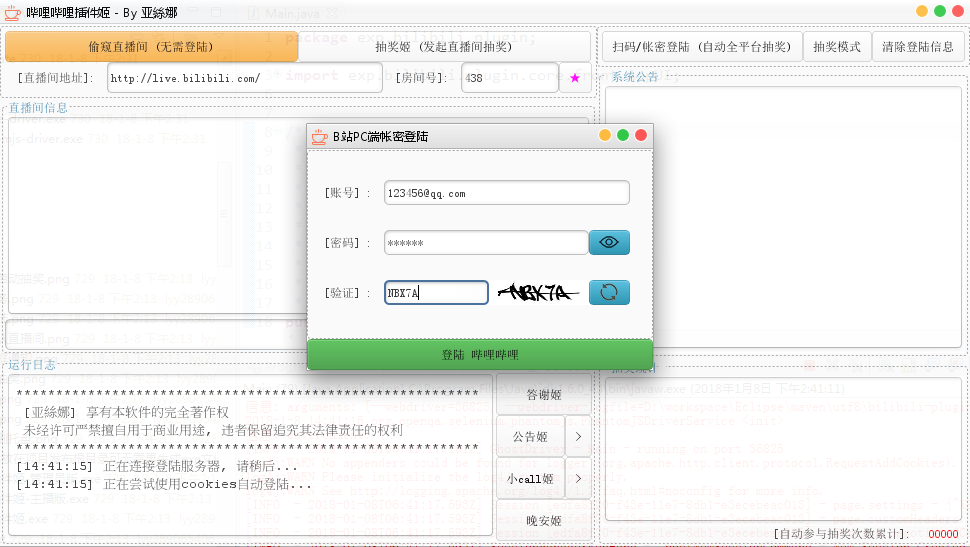 哔哩哔哩插件姬 - By 亚絲娜
偷窥直播间 (无需登陆)
抽奖姬 (发起直播间抽奖)
扫码/帐密登陆 (自动全平台抽奖)
抽奖模式
清除登陆信息
[直播间地址]: http://live.bilibili.com/ [房间号]: 438 ★
系统公告
直播间信息
B站PC端帐密登陆
[账号] : 123456@qq.com
[密码] : ******
[验证] : NBX7A NBX7A
登陆 哔哩哔哩
运行日志
抽奖统计
****************************************************
[亚絲娜] 享有本软件的完全著作权
未经许可严禁擅自用于商业用途, 违者保留追究其法律责任的权利
****************************************************
[14:41:15] 正在连接登陆服务器, 请稍后...
[14:41:15] 正在尝试使用cookies自动登陆...
答谢姬
公告姬 >
小call姬 >
晚安姬
[自动参与抽奖次数累计]: 00000